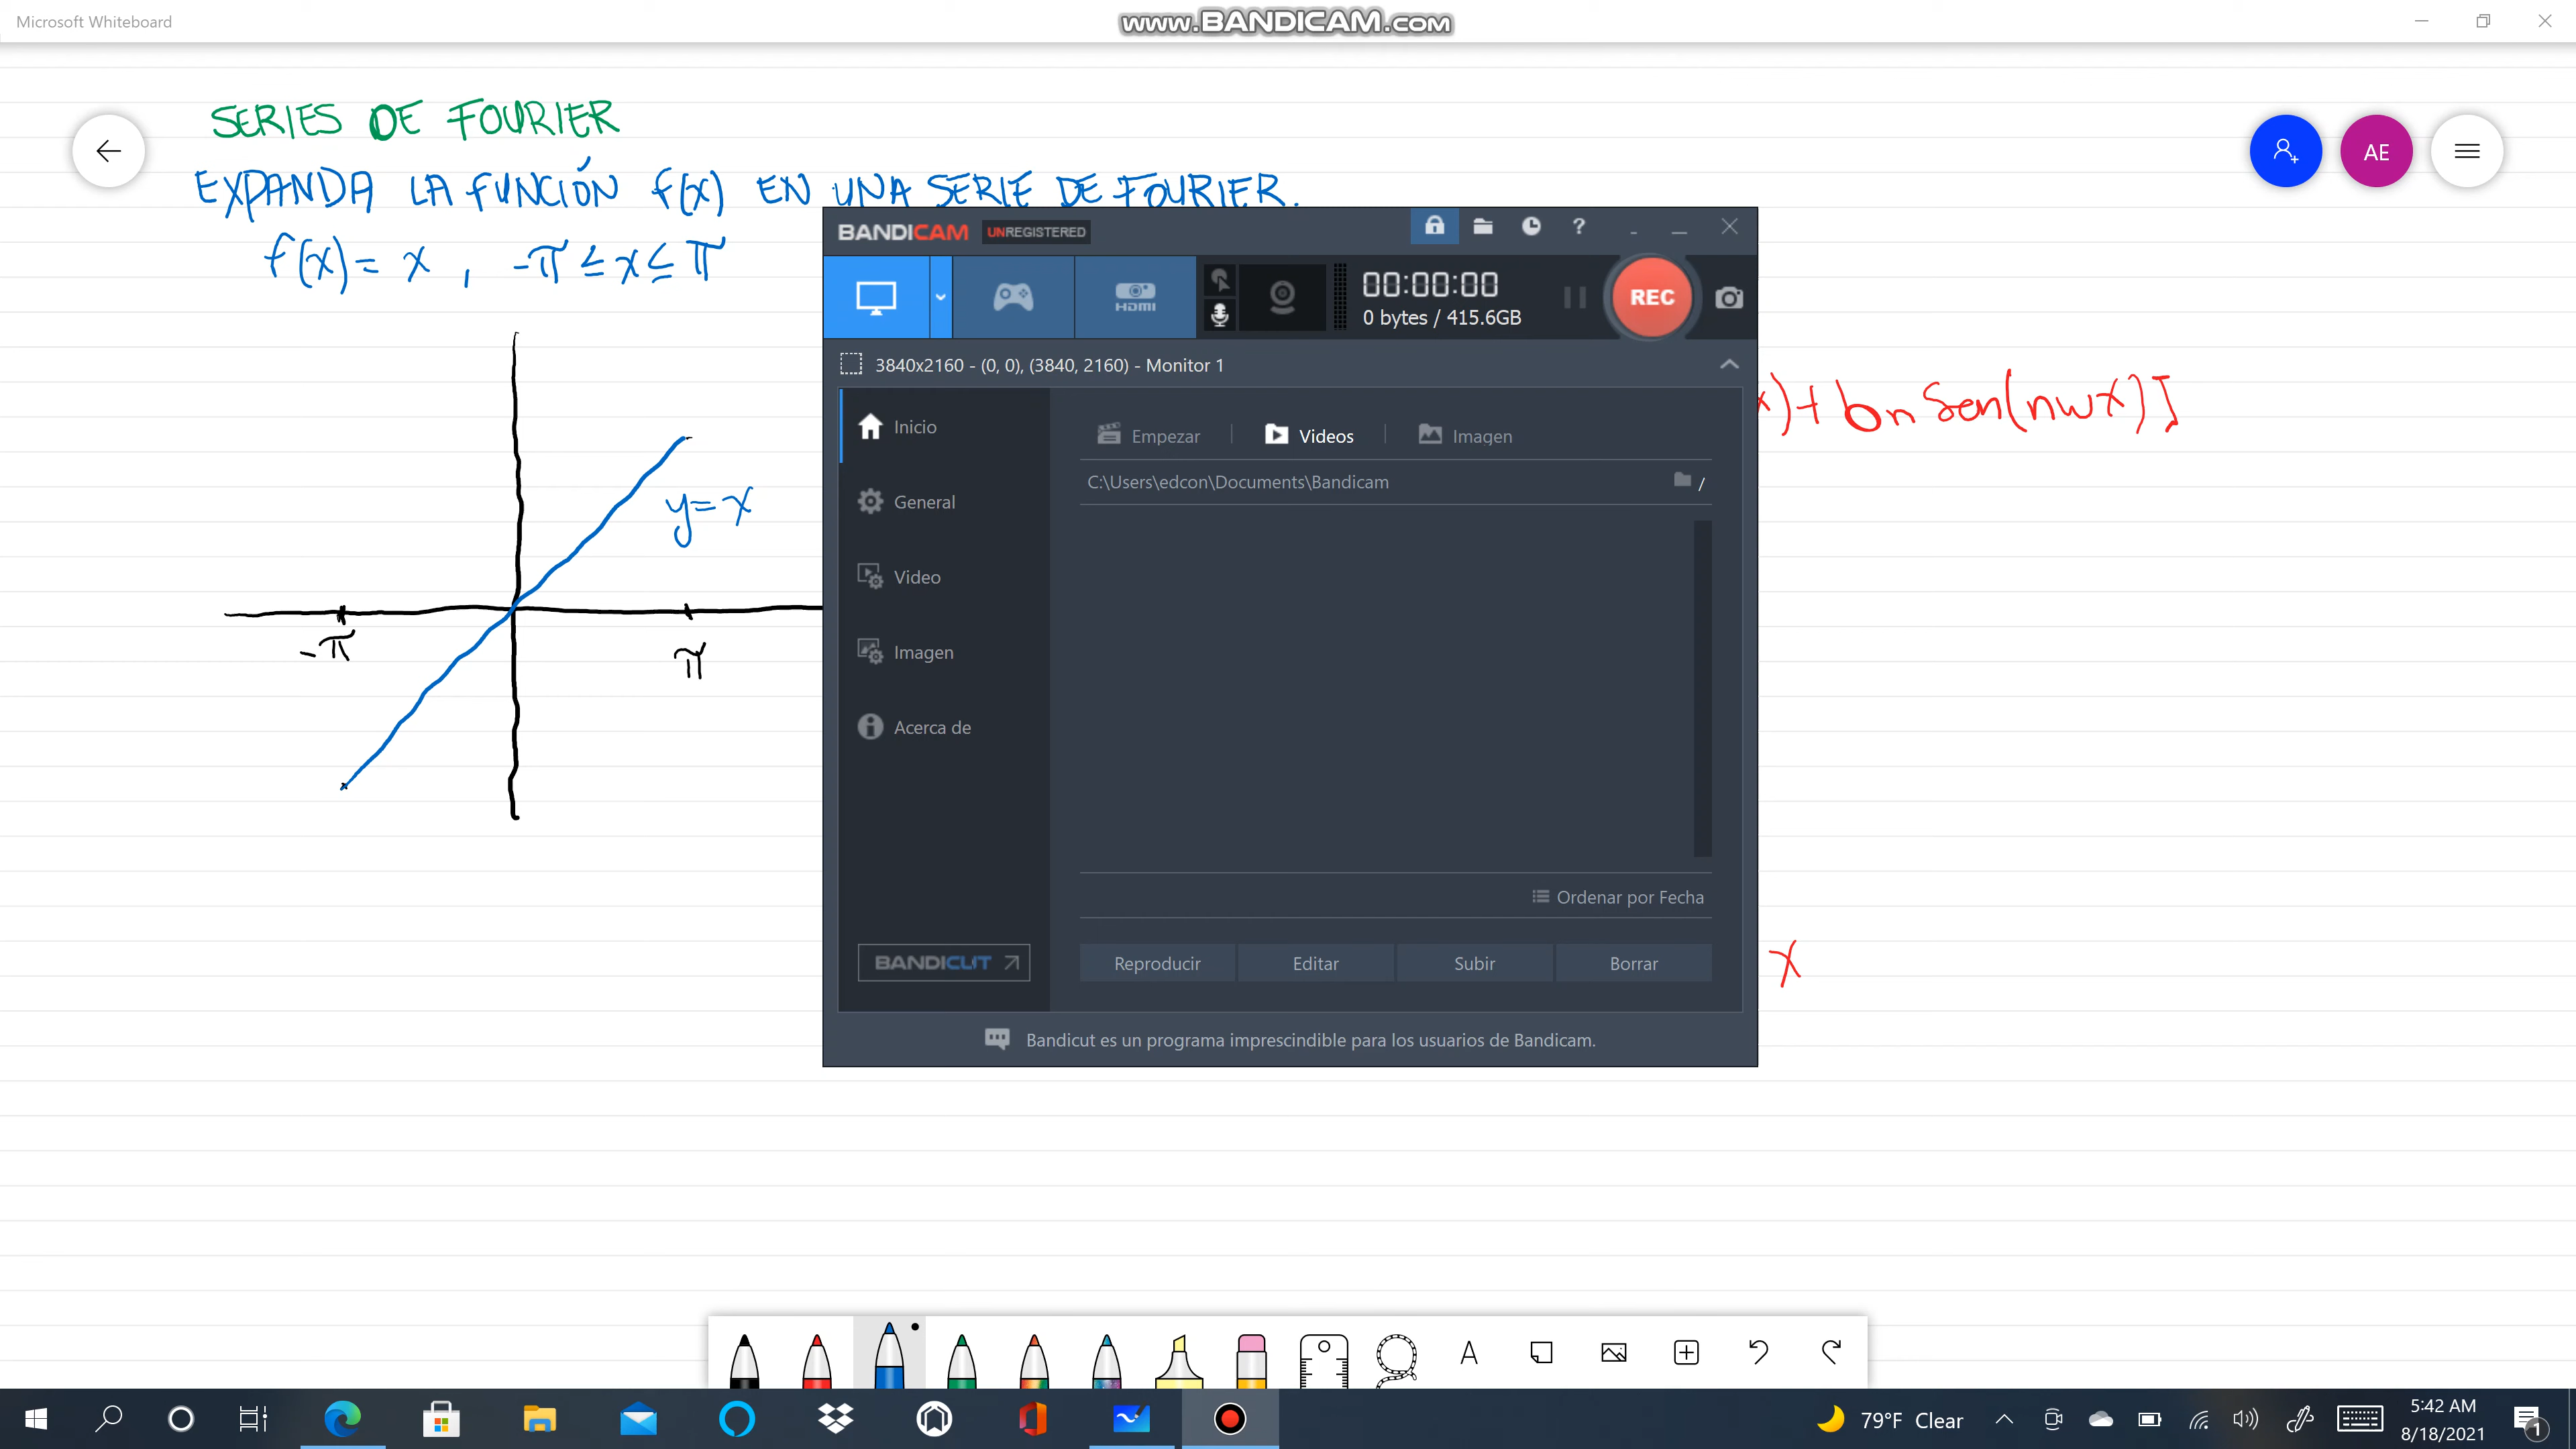 Microsoft Whiteboard
www.BANDICAM.com
SERIES DE FOURIER
EXPANDA LA FUNCIÓN f(x) EN UNA SERIE DE FOURIER.
f(x) = x , -π ≤ x ≤ π
AE
BANDICAM UNREGISTERED
?
HDMI
00:00:00
0 bytes / 415.6GB
REC
3840x2160 - (0, 0), (3840, 2160) - Monitor 1
x) + bn Sen(nwx)]
Inicio
General
Video
Imagen
Acerca de
Empezar
Videos
Imagen
C:\Users\edcon\Documents\Bandicam
/
y = x
-π
π
Ordenar por Fecha
BANDICUT
Reproducir
Editar
Subir
Borrar
x
Bandicut es un programa imprescindible para los usuarios de Bandicam.
A
79°F Clear
5:42 AM
8/18/2021
1